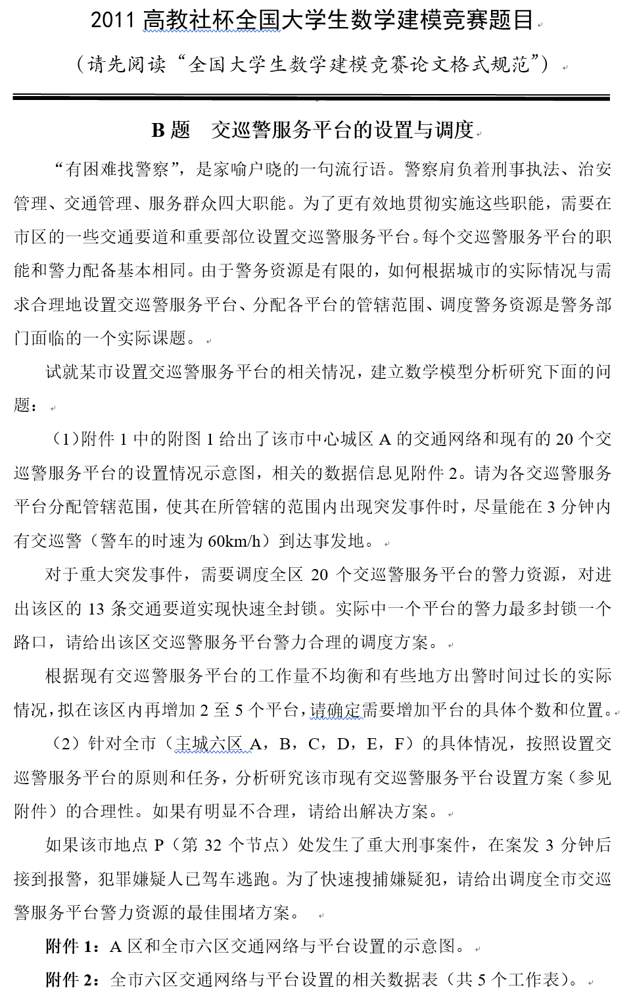 2011 高教社杯全国大学生数学建模竞赛题目
（请先阅读“全国大学生数学建模竞赛论文格式规范”）
B 题　交巡警服务平台的设置与调度
“有困难找警察”，是家喻户晓的一句流行语。警察肩负着刑事执法、治安
管理、交通管理、服务群众四大职能。为了更有效地贯彻实施这些职能，需要在
市区的一些交通要道和重要部位设置交巡警服务平台。每个交巡警服务平台的职
能和警力配备基本相同。由于警务资源是有限的，如何根据城市的实际情况与需
求合理地设置交巡警服务平台、分配各平台的管辖范围、调度警务资源是警务部
门面临的一个实际课题。
试就某市设置交巡警服务平台的相关情况，建立数学模型分析研究下面的问
题：
（1）附件 1 中的附图 1 给出了该市中心城区 A 的交通网络和现有的 20 个交
巡警服务平台的设置情况示意图，相关的数据信息见附件 2。请为各交巡警服务
平台分配管辖范围，使其在所管辖的范围内出现突发事件时，尽量能在 3 分钟内
有交巡警（警车的时速为 60km/h）到达事发地。
对于重大突发事件，需要调度全区 20 个交巡警服务平台的警力资源，对进
出该区的 13 条交通要道实现快速全封锁。实际中一个平台的警力最多封锁一个
路口，请给出该区交巡警服务平台警力合理的调度方案。
根据现有交巡警服务平台的工作量不均衡和有些地方出警时间过长的实际
情况，拟在该区内再增加 2 至 5 个平台，请确定需要增加平台的具体个数和位置。
（2）针对全市（主城六区 A，B，C，D，E，F）的具体情况，按照设置交
巡警服务平台的原则和任务，分析研究该市现有交巡警服务平台设置方案（参见
附件）的合理性。如果有明显不合理，请给出解决方案。
如果该市地点 P（第 32 个节点）处发生了重大刑事案件，在案发 3 分钟后
接到报警，犯罪嫌疑人已驾车逃跑。为了快速搜捕嫌疑犯，请给出调度全市交巡
警服务平台警力资源的最佳围堵方案。
附件 1：A 区和全市六区交通网络与平台设置的示意图。
附件 2：全市六区交通网络与平台设置的相关数据表（共 5 个工作表）。